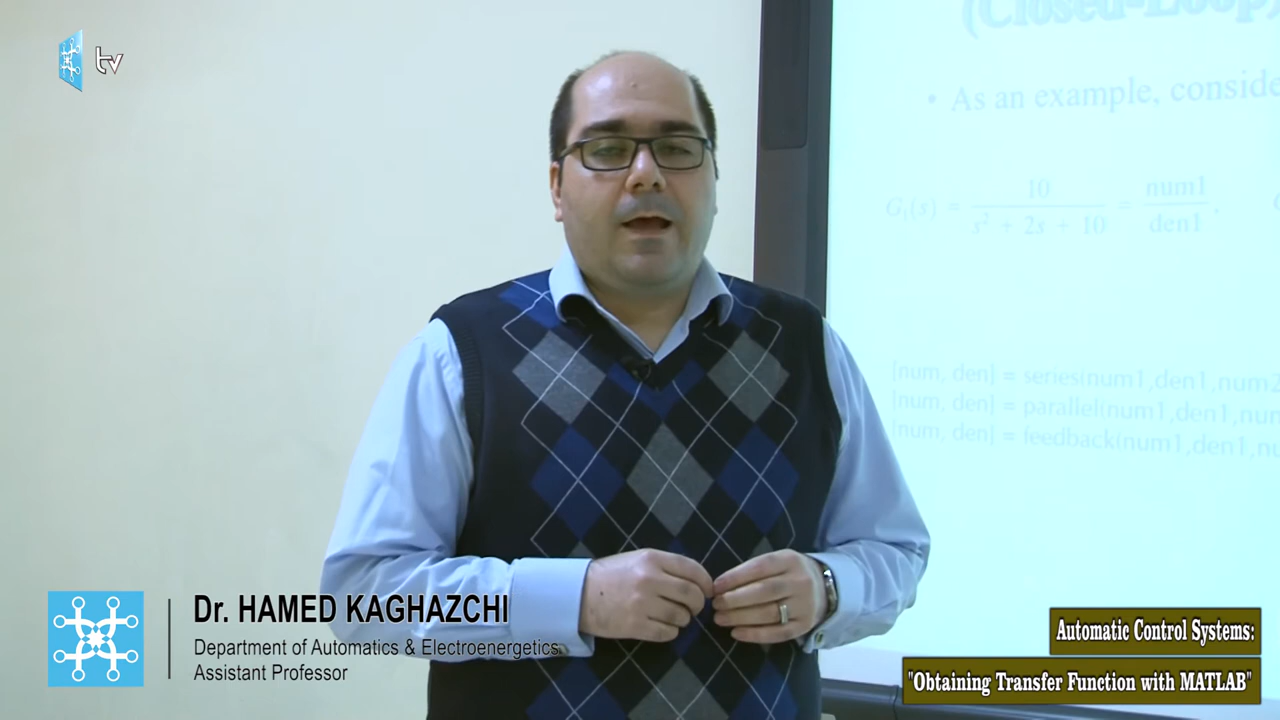 tv
(Closed-Loop)
• As an example, conside
G₁(s) = 10 / s² + 2s + 10 = num1 / den1 ,
[num, den] = series(num1,den1,num2
[num, den] = parallel(num1,den1,num
[num, den] = feedback(num1,den1,nu
Dr. HAMED KAGHAZCHI
Department of Automatics & Electroenergetics
Assistant Professor
Automatic Control Systems:
"Obtaining Transfer Function with MATLAB"